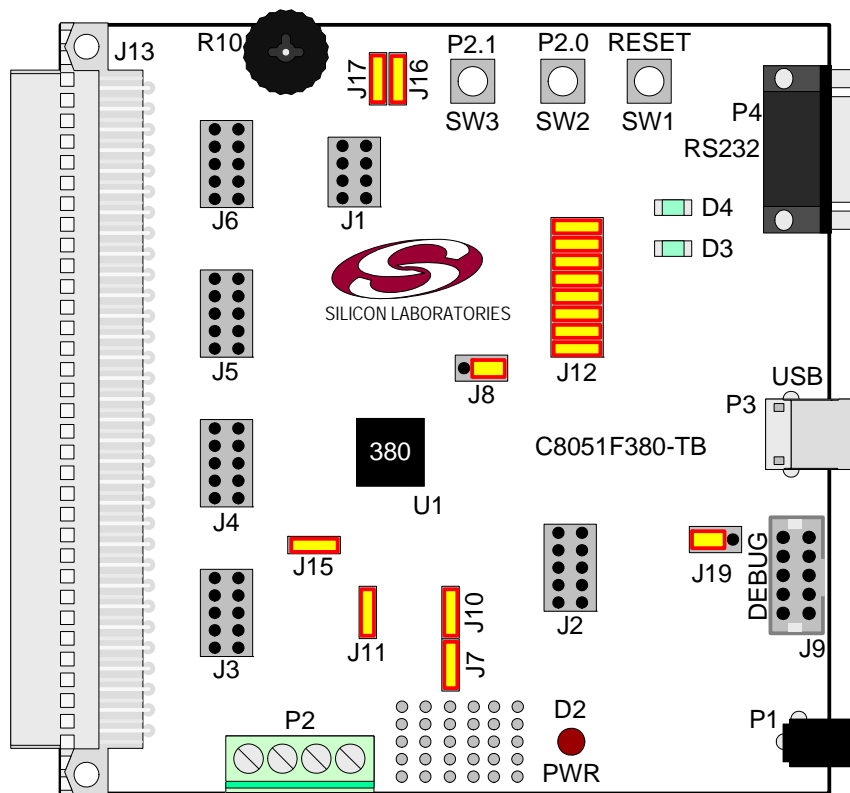 J13
R10
J17
J16
P2.1
P2.0
RESET
SW3
SW2
SW1
P4
RS232
J6
J1
D4
D3
SILICON LABORATORIES
J5
J8
J12
USB
P3
380
C8051F380-TB
U1
J4
J15
J19
DEBUG
J10
J2
J3
J11
J7
J9
P2
D2
P1
PWR